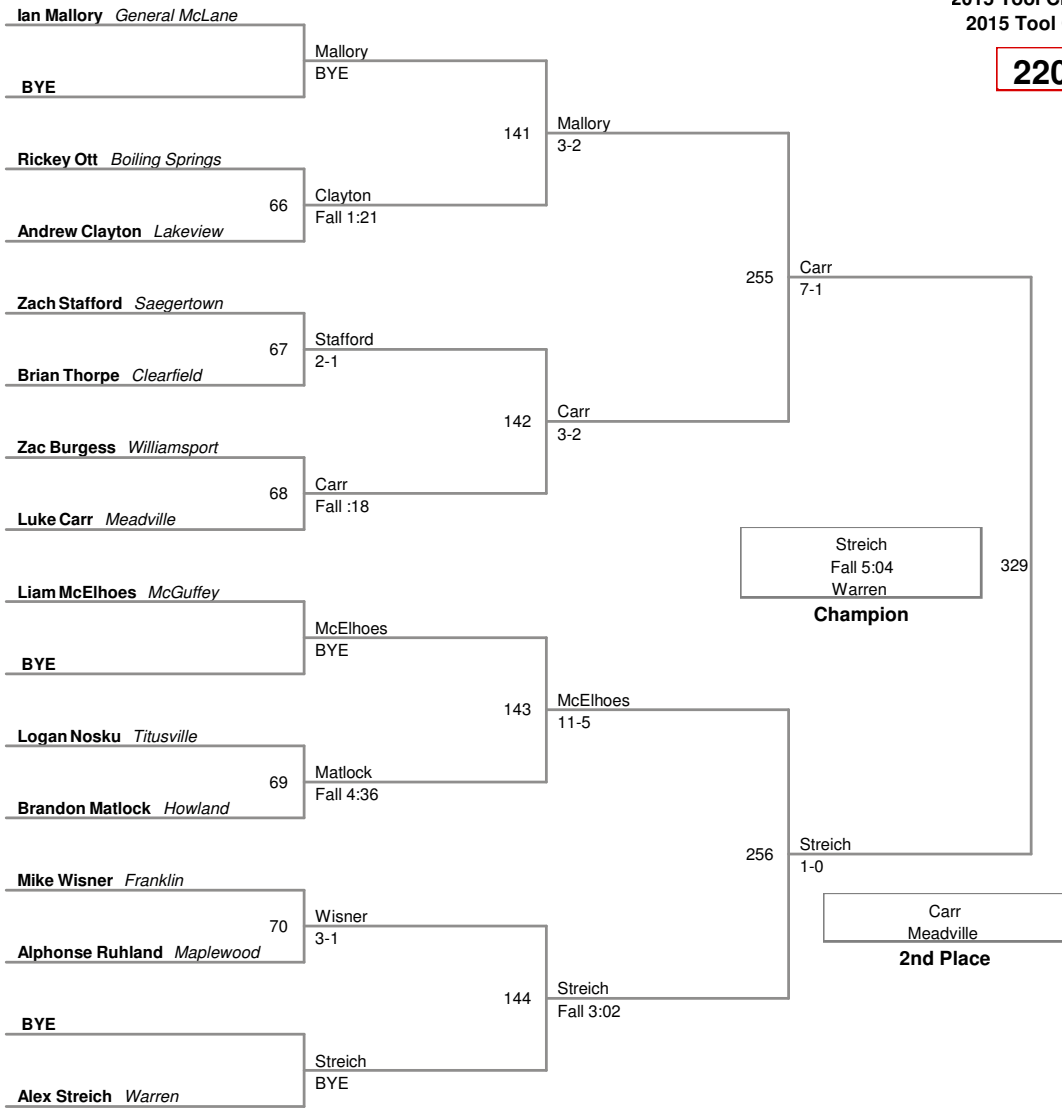 2015 Tool
2015 Tool
220
Ian Mallory General McLane
BYE
Mallory
BYE
Rickey Ott Boiling Springs
66
Andrew Clayton Lakeview
Clayton
Fall 1:21
141
Mallory
3-2
Zach Stafford Saegertown
67
Brian Thorpe Clearfield
Stafford
2-1
Zac Burgess Williamsport
68
Luke Carr Meadville
Carr
Fall :18
142
Carr
3-2
255
Carr
7-1
Liam McElhoes McGuffey
BYE
McElhoes
BYE
Logan Nosku Titusville
69
Brandon Matlock Howland
Matlock
Fall 4:36
143
McElhoes
11-5
Mike Wisner Franklin
70
Alphonse Ruhland Maplewood
Wisner
3-1
BYE
Alex Streich Warren
Streich
BYE
144
Streich
Fall 3:02
256
Streich
1-0
329
Streich
Fall 5:04
Warren
Champion
Carr
Meadville
2nd Place